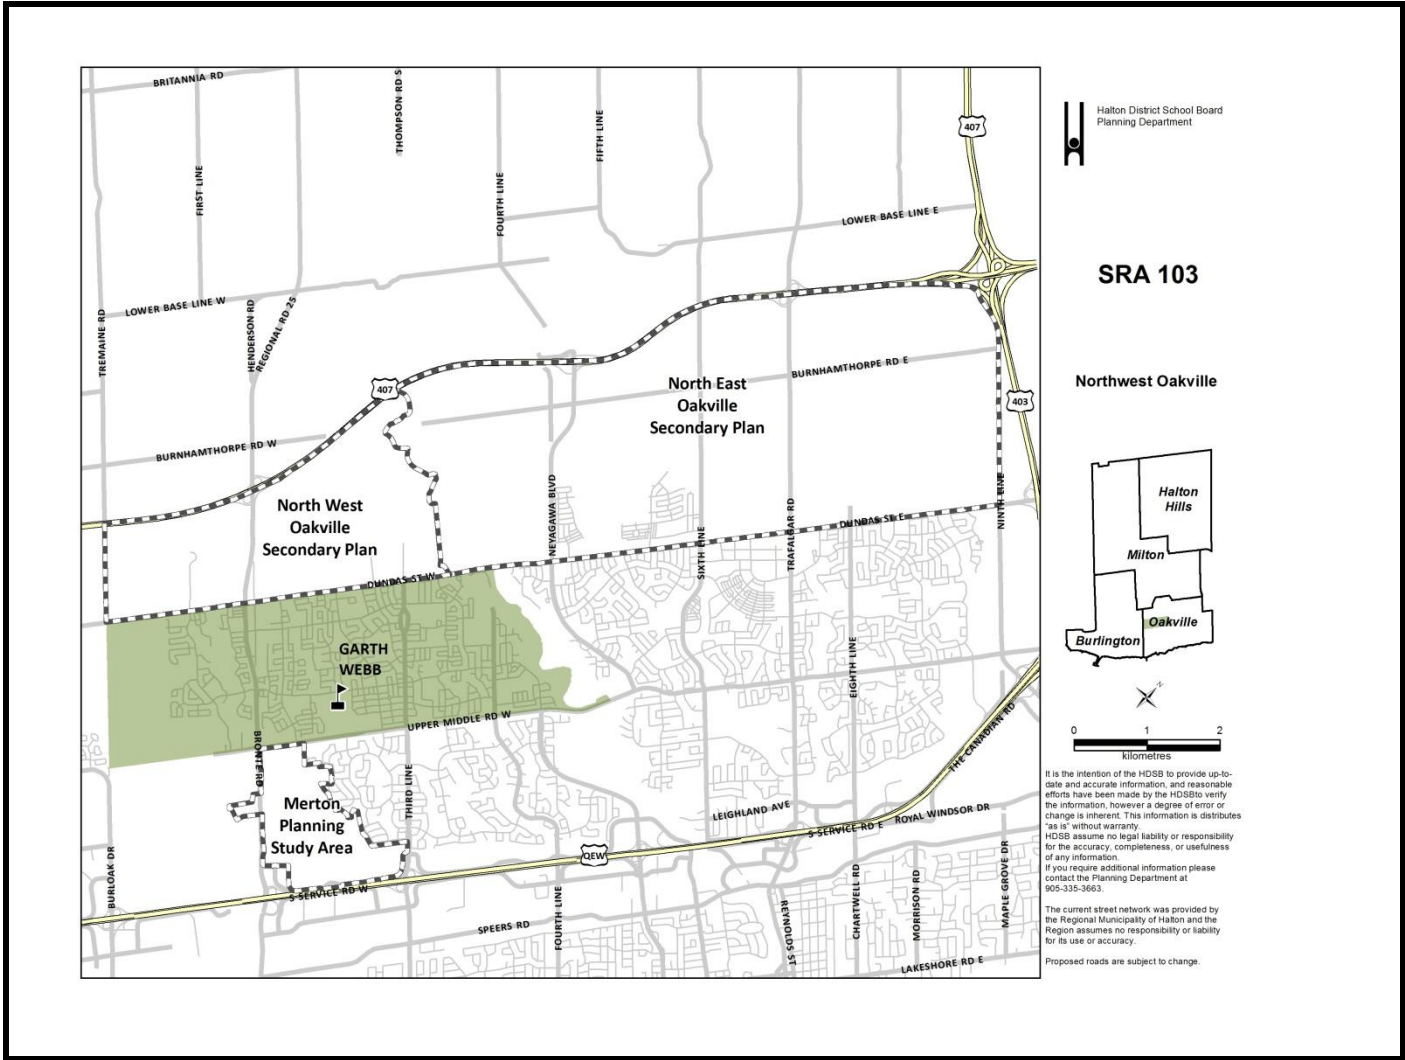 BRITANNIA RD
THOMPSON RD S
FIRST LINE
FOURTH LINE
FIFTH LINE
407
LOWER BASE LINE E
LOWER BASE LINE W
TREMAINE RD
HENDERSON RD
REGIONAL RD 25
407
BURNHAMTHORPE RD E
403
North East
Oakville
Secondary Plan
BURNHAMTHORPE RD W
North West
Oakville
Secondary Plan
NEYAGAWA BLVD
SIXTH LINE
TRAFALGAR RD
NINTH LINE
DUNDAS ST E
DUNDAS ST W
GARTH
WEBB
EIGHTH LINE
UPPER MIDDLE RD W
BRONTE RD
THIRD LINE
THE CANADIAN RD
Merton
Planning
Study Area
LEIGHLAND AVE
ROYAL WINDSOR DR
S SERVICE RD E
QEW
BURLOAK DR
S SERVICE RD W
SPEERS RD
FOURTH LINE
REYNOLDS ST
CHARTWELL RD
MORRISON RD
MAPLE GROVE DR
LAKESHORE RD E
Halton District School Board
Planning Department
SRA 103
Northwest Oakville
Halton
Hills
Milton
Oakville
Burlington
N
0 1 2
kilometres
It is the intention of the HDSB to provide up-to-
date and accurate information, and reasonable
efforts have been made by the HDSBto verify
the information, however a degree of error or
change is inherent. This information is distributes
"as is" without warranty.
HDSB assume no legal liability or responsibility
for the accuracy, completeness, or usefulness
of any information.
If you require additional information please
contact the Planning Department at
905-335-3663.
The current street network was provided by
the Regional Municipality of Halton and the
Region assumes no responsibility or liability
for its use or accuracy.
Proposed roads are subject to change.